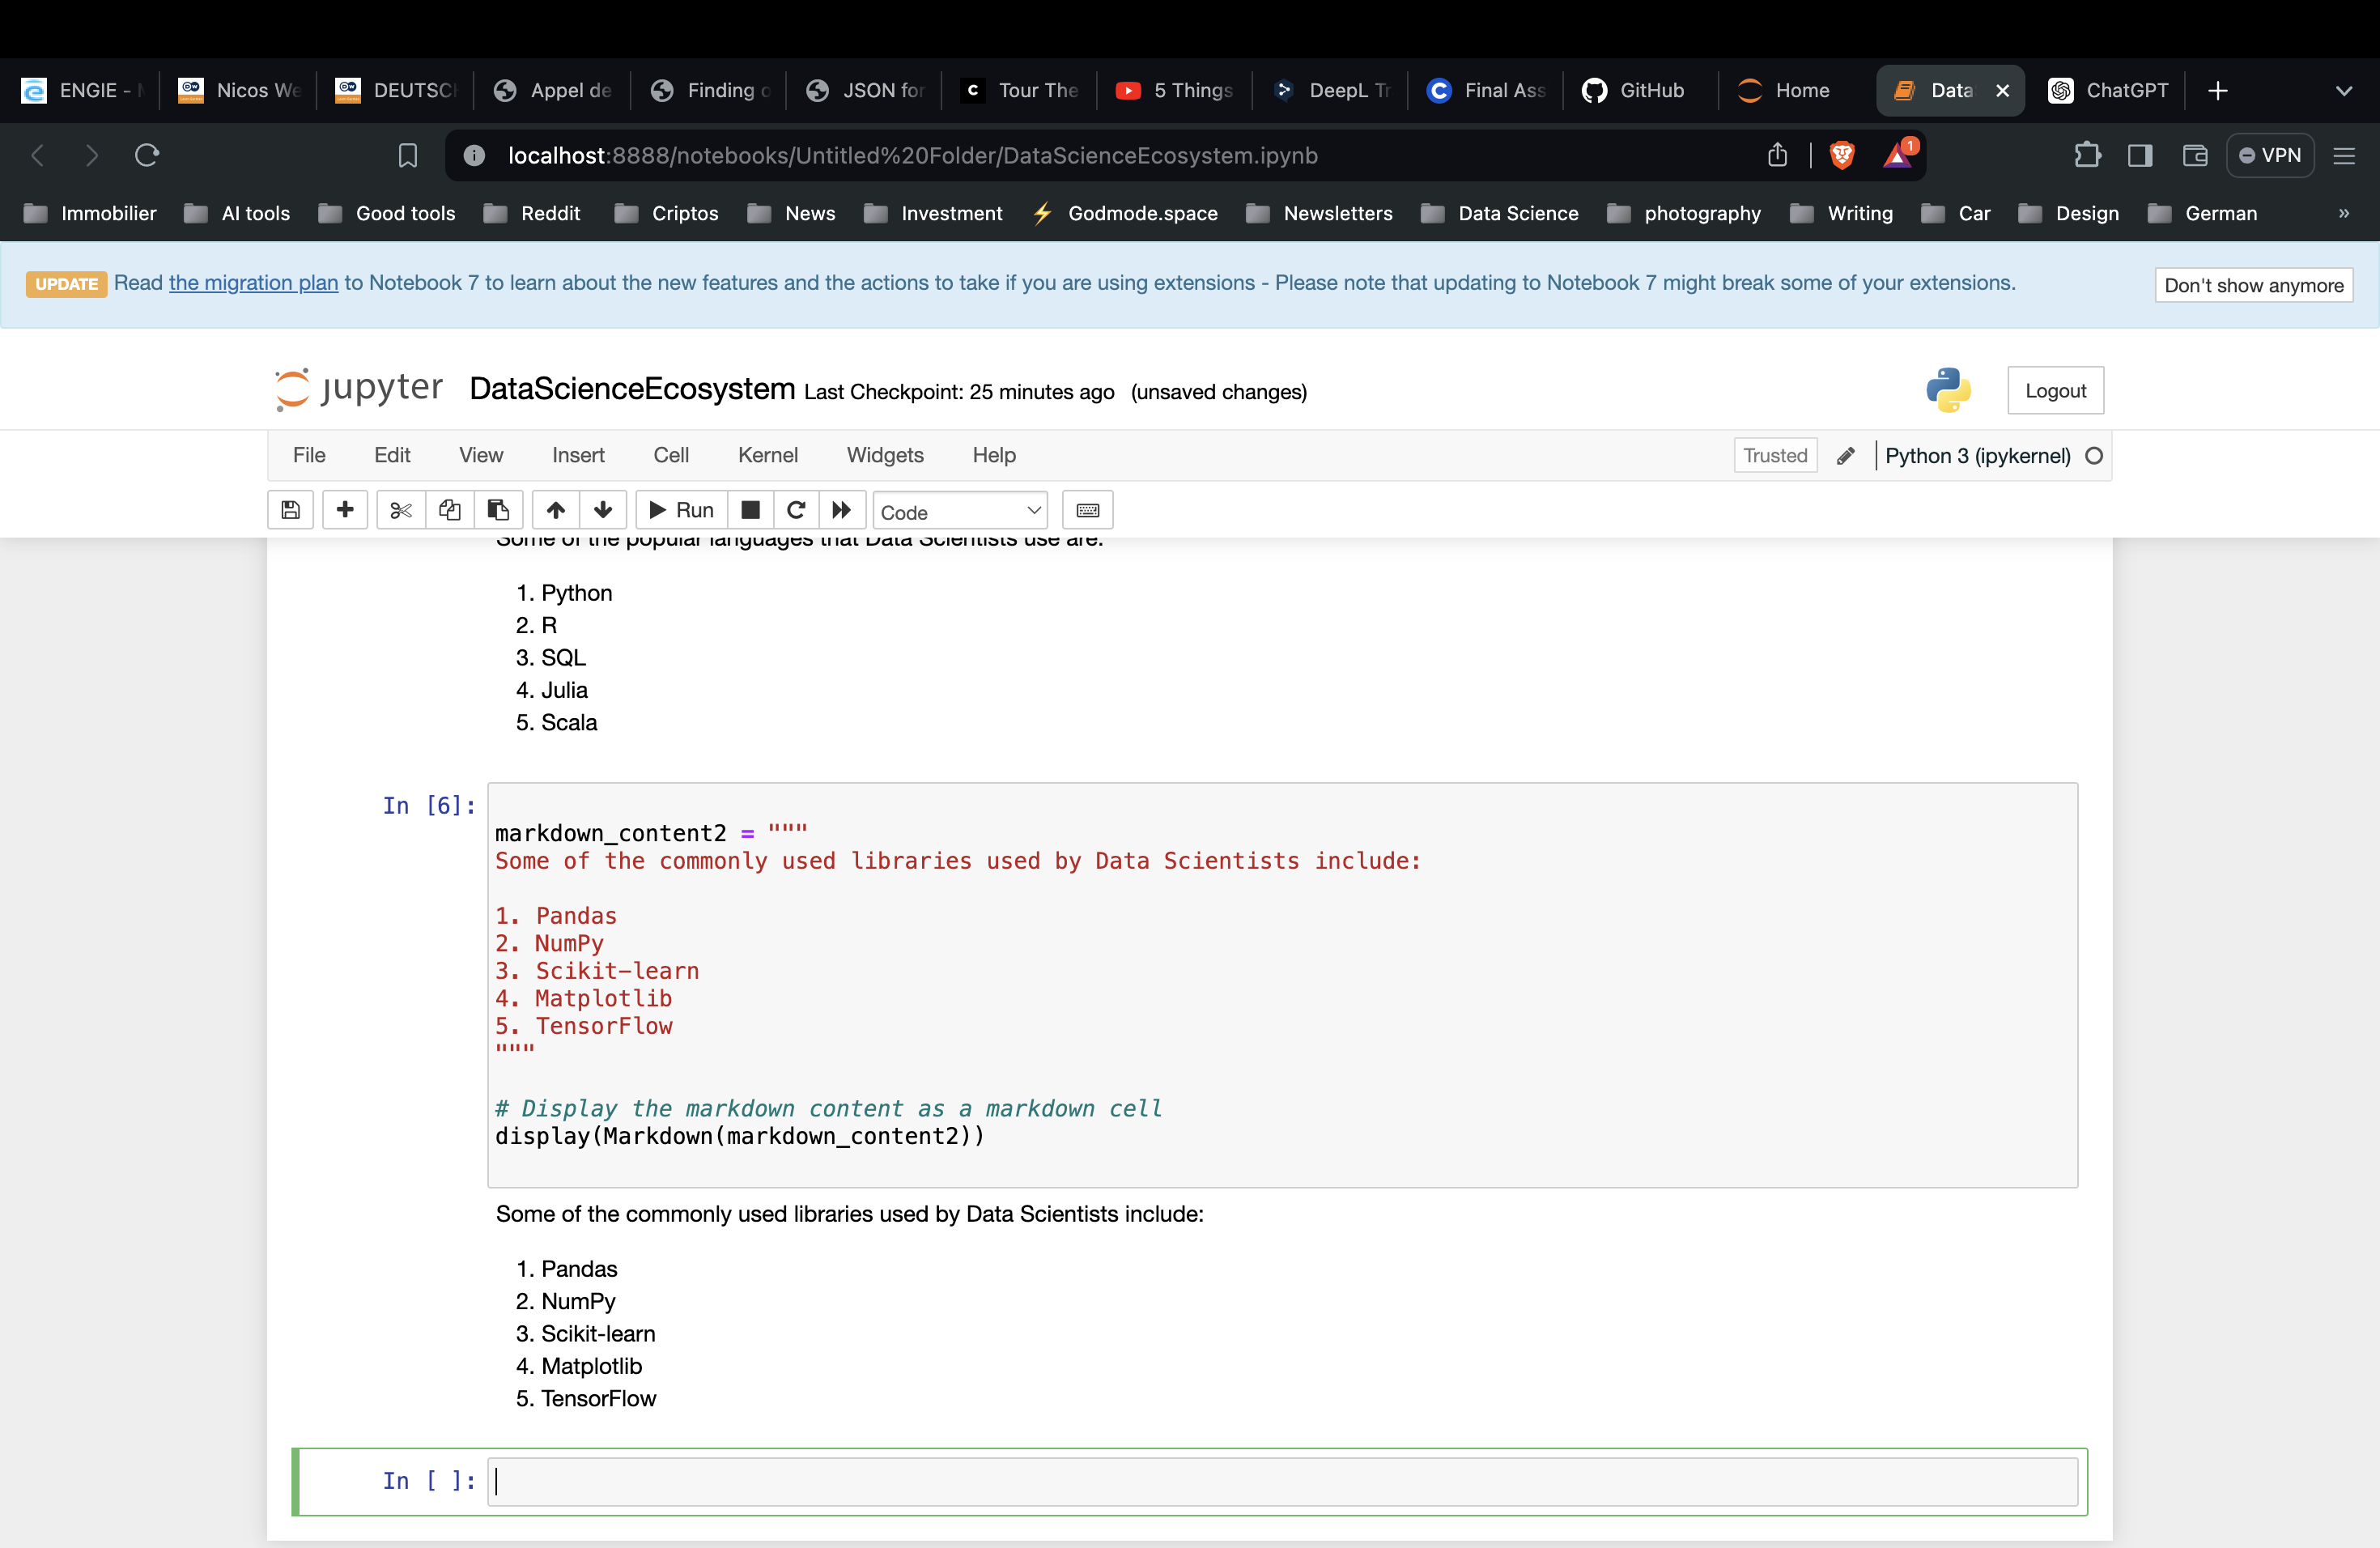 ENGIE - Nicos We DEUTSCH Appel de Finding o JSON for Tour The 5 Things DeepL Tr Final Ass GitHub Home Data ChatGPT
localhost:8888/notebooks/Untitled%20Folder/DataScienceEcosystem.ipynb 1 VPN
Immobilier AI tools Good tools Reddit Criptos News Investment Godmode.space Newsletters Data Science photography Writing Car Design German »
UPDATE Read the migration plan to Notebook 7 to learn about the new features and the actions to take if you are using extensions - Please note that updating to Notebook 7 might break some of your extensions. Don't show anymore
jupyter DataScienceEcosystem Last Checkpoint: 25 minutes ago (unsaved changes) Logout
File Edit View Insert Cell Kernel Widgets Help Trusted Python 3 (ipykernel)
Run Code
Some of the popular languages that Data Scientists use are:
1. Python
2. R
3. SQL
4. Julia
5. Scala
In [6]:
markdown_content2 = """
Some of the commonly used libraries used by Data Scientists include:
1. Pandas
2. NumPy
3. Scikit-learn
4. Matplotlib
5. TensorFlow
"""
# Display the markdown content as a markdown cell
display(Markdown(markdown_content2))
Some of the commonly used libraries used by Data Scientists include:
1. Pandas
2. NumPy
3. Scikit-learn
4. Matplotlib
5. TensorFlow
In [ ]: